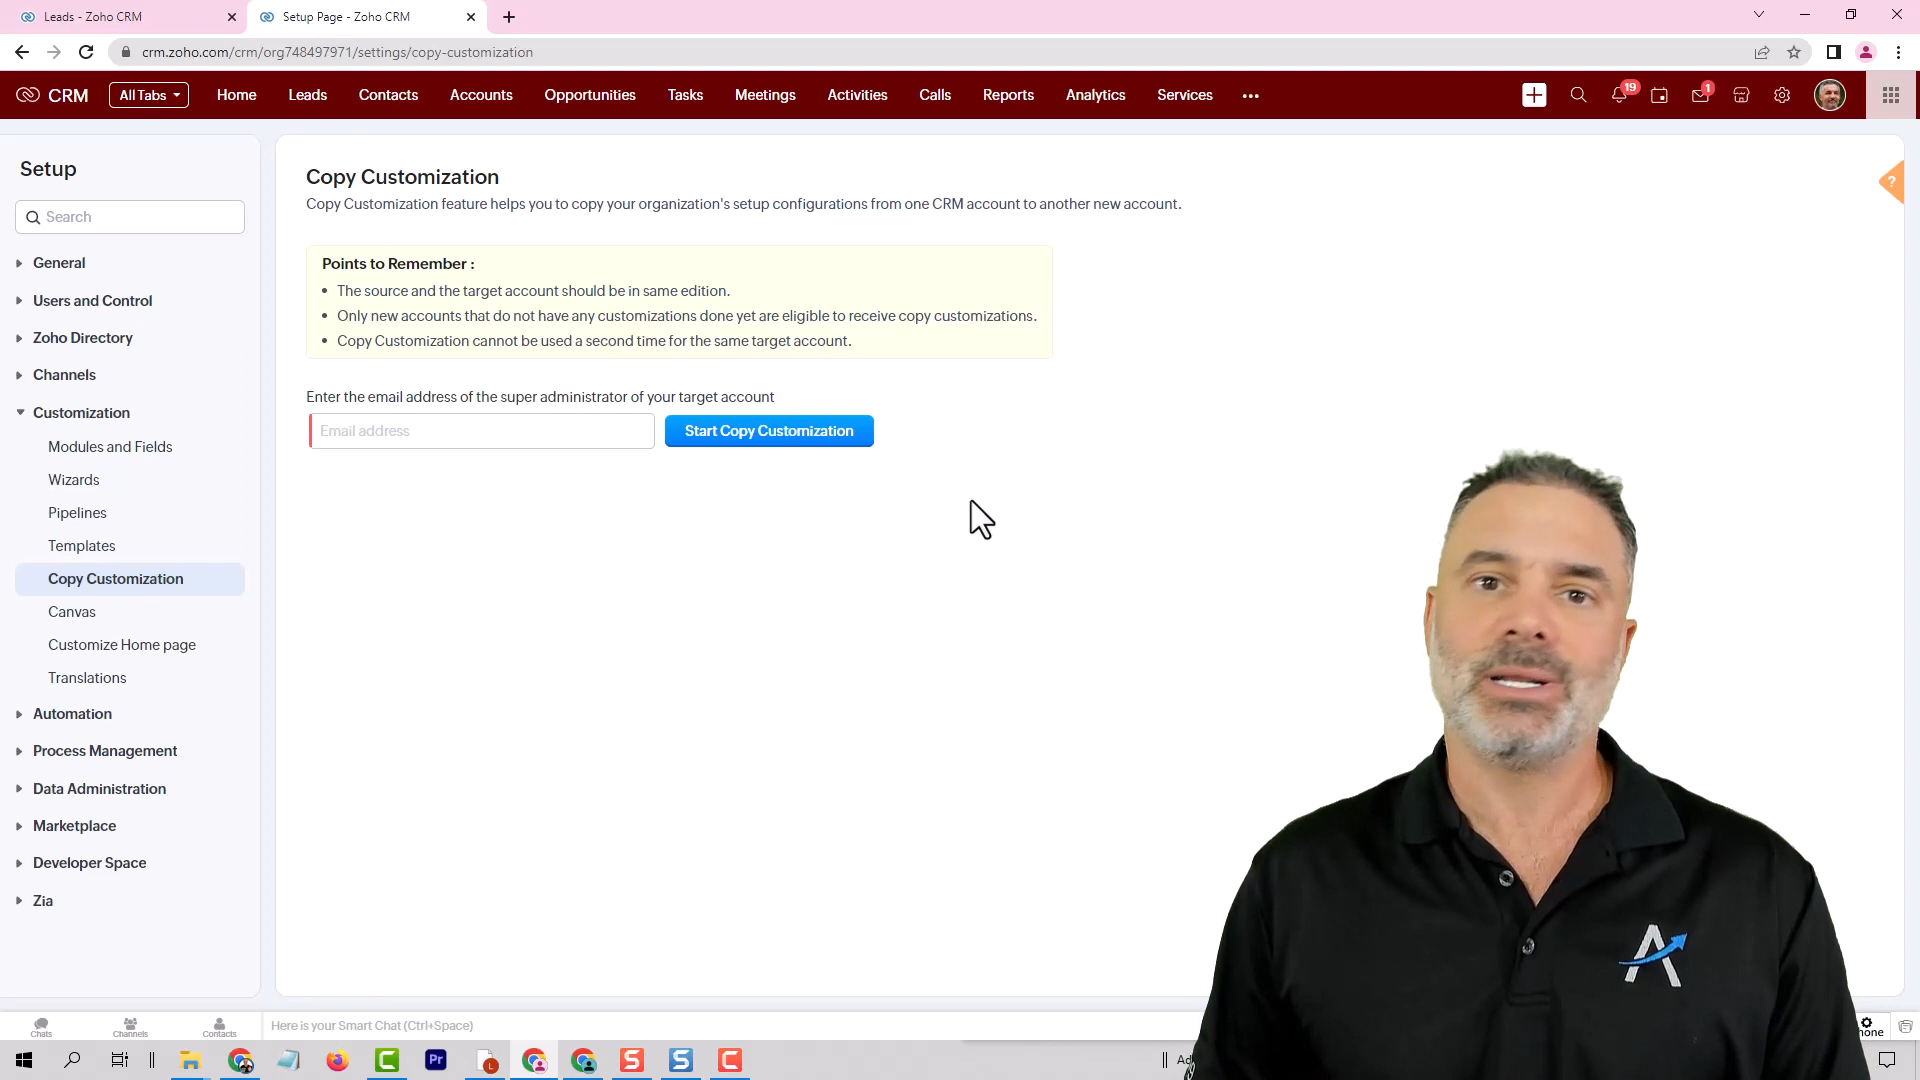 Leads - Zoho CRM
Setup Page - Zoho CRM
crm.zoho.com/crm/org748497971/settings/copy-customization
CRM
All Tabs
Home
Leads
Contacts
Accounts
Opportunities
Tasks
Meetings
Activities
Calls
Reports
Analytics
Services
19
1
Setup
Search
General
Users and Control
Zoho Directory
Channels
Customization
Modules and Fields
Wizards
Pipelines
Templates
Copy Customization
Canvas
Customize Home page
Translations
Automation
Process Management
Data Administration
Marketplace
Developer Space
Zia
Copy Customization
Copy Customization feature helps you to copy your organization's setup configurations from one CRM account to another new account.
?
Points to Remember :
• The source and the target account should be in same edition.
• Only new accounts that do not have any customizations done yet are eligible to receive copy customizations.
• Copy Customization cannot be used a second time for the same target account.
Enter the email address of the super administrator of your target account
Email address
Start Copy Customization
Chats
Channels
Contacts
Here is your Smart Chat (Ctrl+Space)
Pr